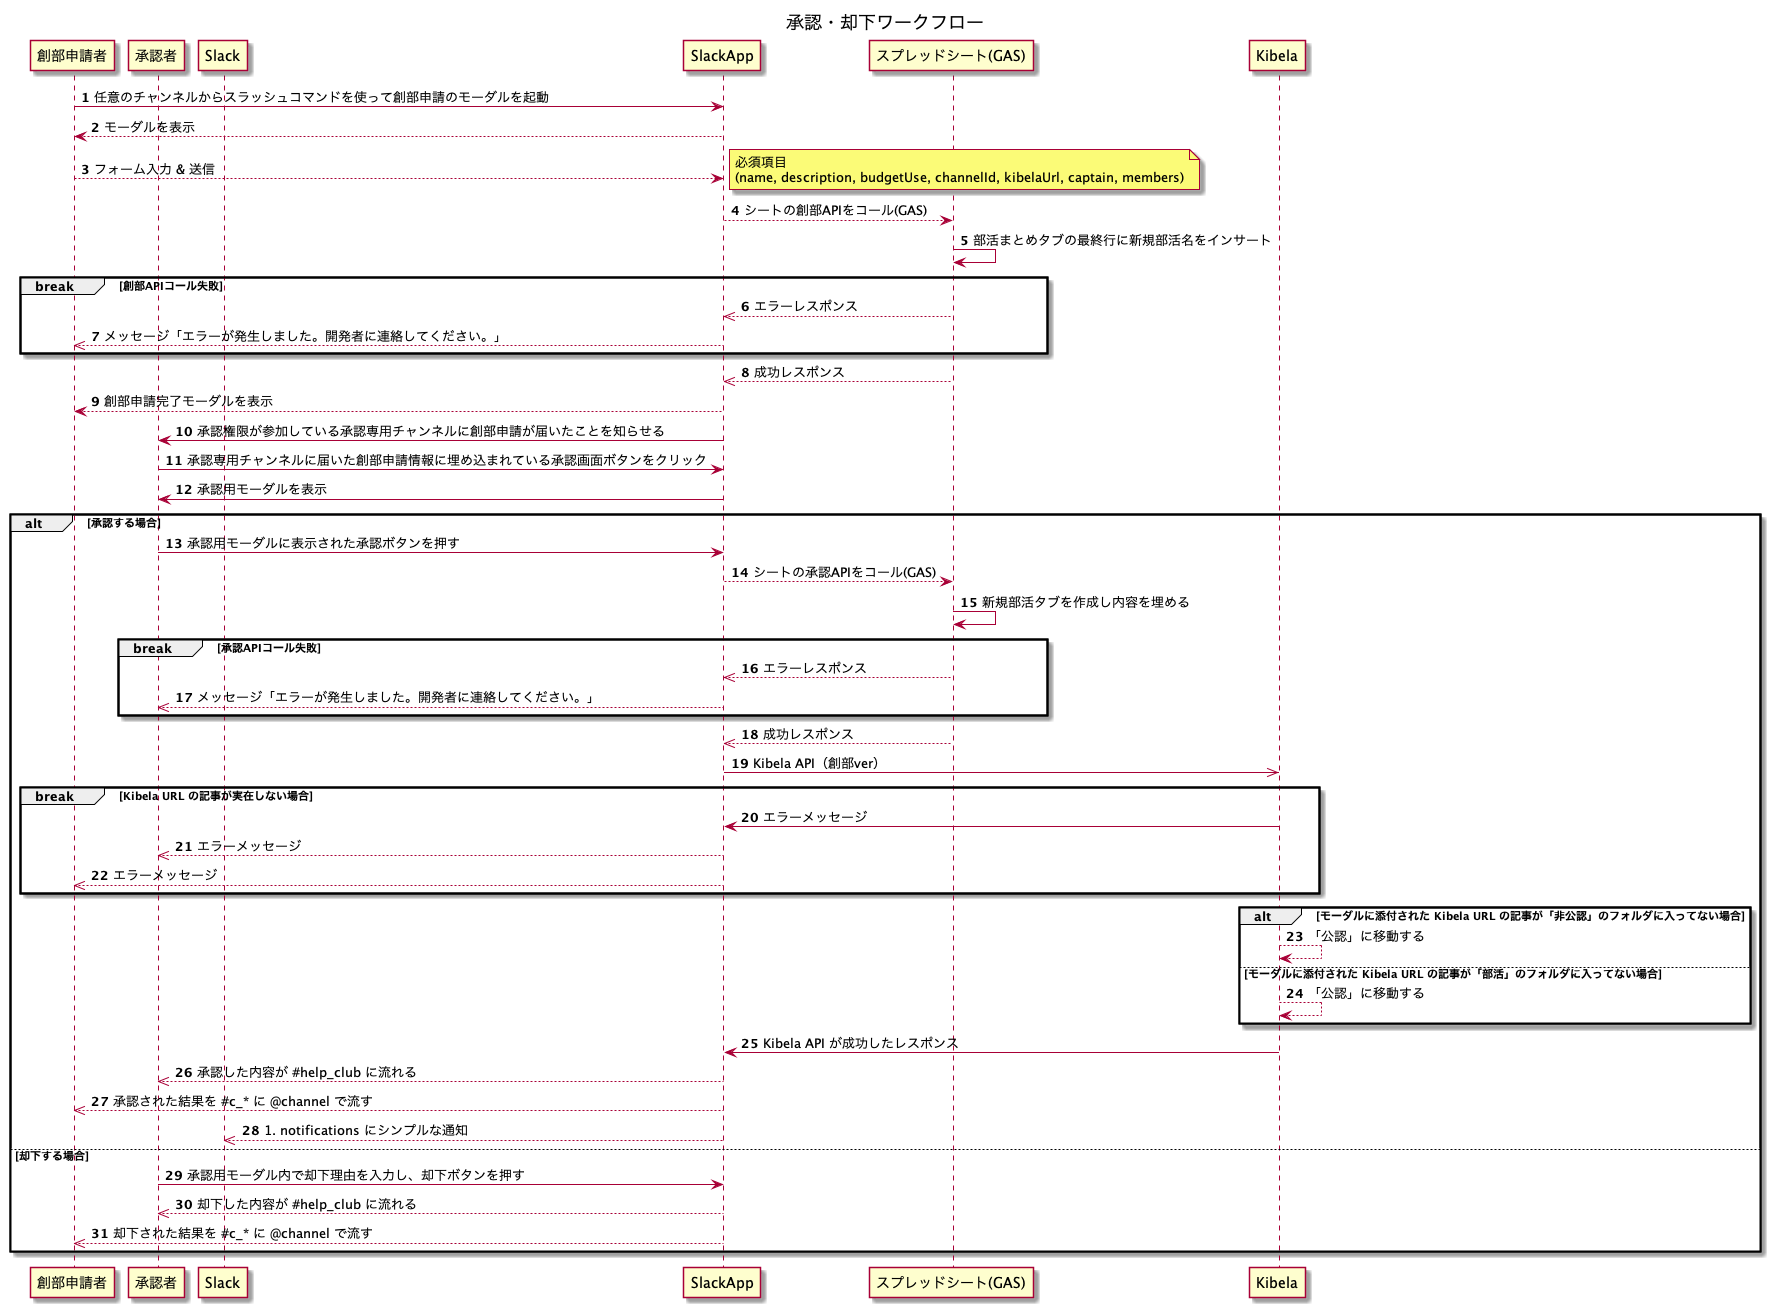 承認・却下ワークフロー
創部申請者 承認者 Slack SlackApp スプレッドシート(GAS) Kibela
1 任意のチャンネルからスラッシュコマンドを使って創部申請のモーダルを起動
2 モーダルを表示
3 フォーム入力 & 送信
必須項目
(name, description, budgetUse, channelId, kibelaUrl, captain, members)
4 シートの創部APIをコール(GAS)
5 部活まとめタブの最終行に新規部活名をインサート
break [創部APIコール失敗]
6 エラーレスポンス
7 メッセージ「エラーが発生しました。開発者に連絡してください。」
8 成功レスポンス
9 創部申請完了モーダルを表示
10 承認権限が参加している承認専用チャンネルに創部申請が届いたことを知らせる
11 承認専用チャンネルに届いた創部申請情報に埋め込まれている承認画面ボタンをクリック
12 承認用モーダルを表示
alt [承認する場合]
13 承認用モーダルに表示された承認ボタンを押す
14 シートの承認APIをコール(GAS)
15 新規部活タブを作成し内容を埋める
break [承認APIコール失敗]
16 エラーレスポンス
17 メッセージ「エラーが発生しました。開発者に連絡してください。」
18 成功レスポンス
19 Kibela API（創部ver）
break [Kibela URL の記事が実在しない場合]
20 エラーメッセージ
21 エラーメッセージ
22 エラーメッセージ
alt [モーダルに添付された Kibela URL の記事が「非公認」のフォルダに入ってない場合]
23 「公認」に移動する
[モーダルに添付された Kibela URL の記事が「部活」のフォルダに入ってない場合]
24 「公認」に移動する
25 Kibela API が成功したレスポンス
26 承認した内容が #help_club に流れる
27 承認された結果を #c_* に @channel で流す
28 1. notifications にシンプルな通知
[却下する場合]
29 承認用モーダル内で却下理由を入力し、却下ボタンを押す
30 却下した内容が #help_club に流れる
31 却下された結果を #c_* に @channel で流す
創部申請者 承認者 Slack SlackApp スプレッドシート(GAS) Kibela